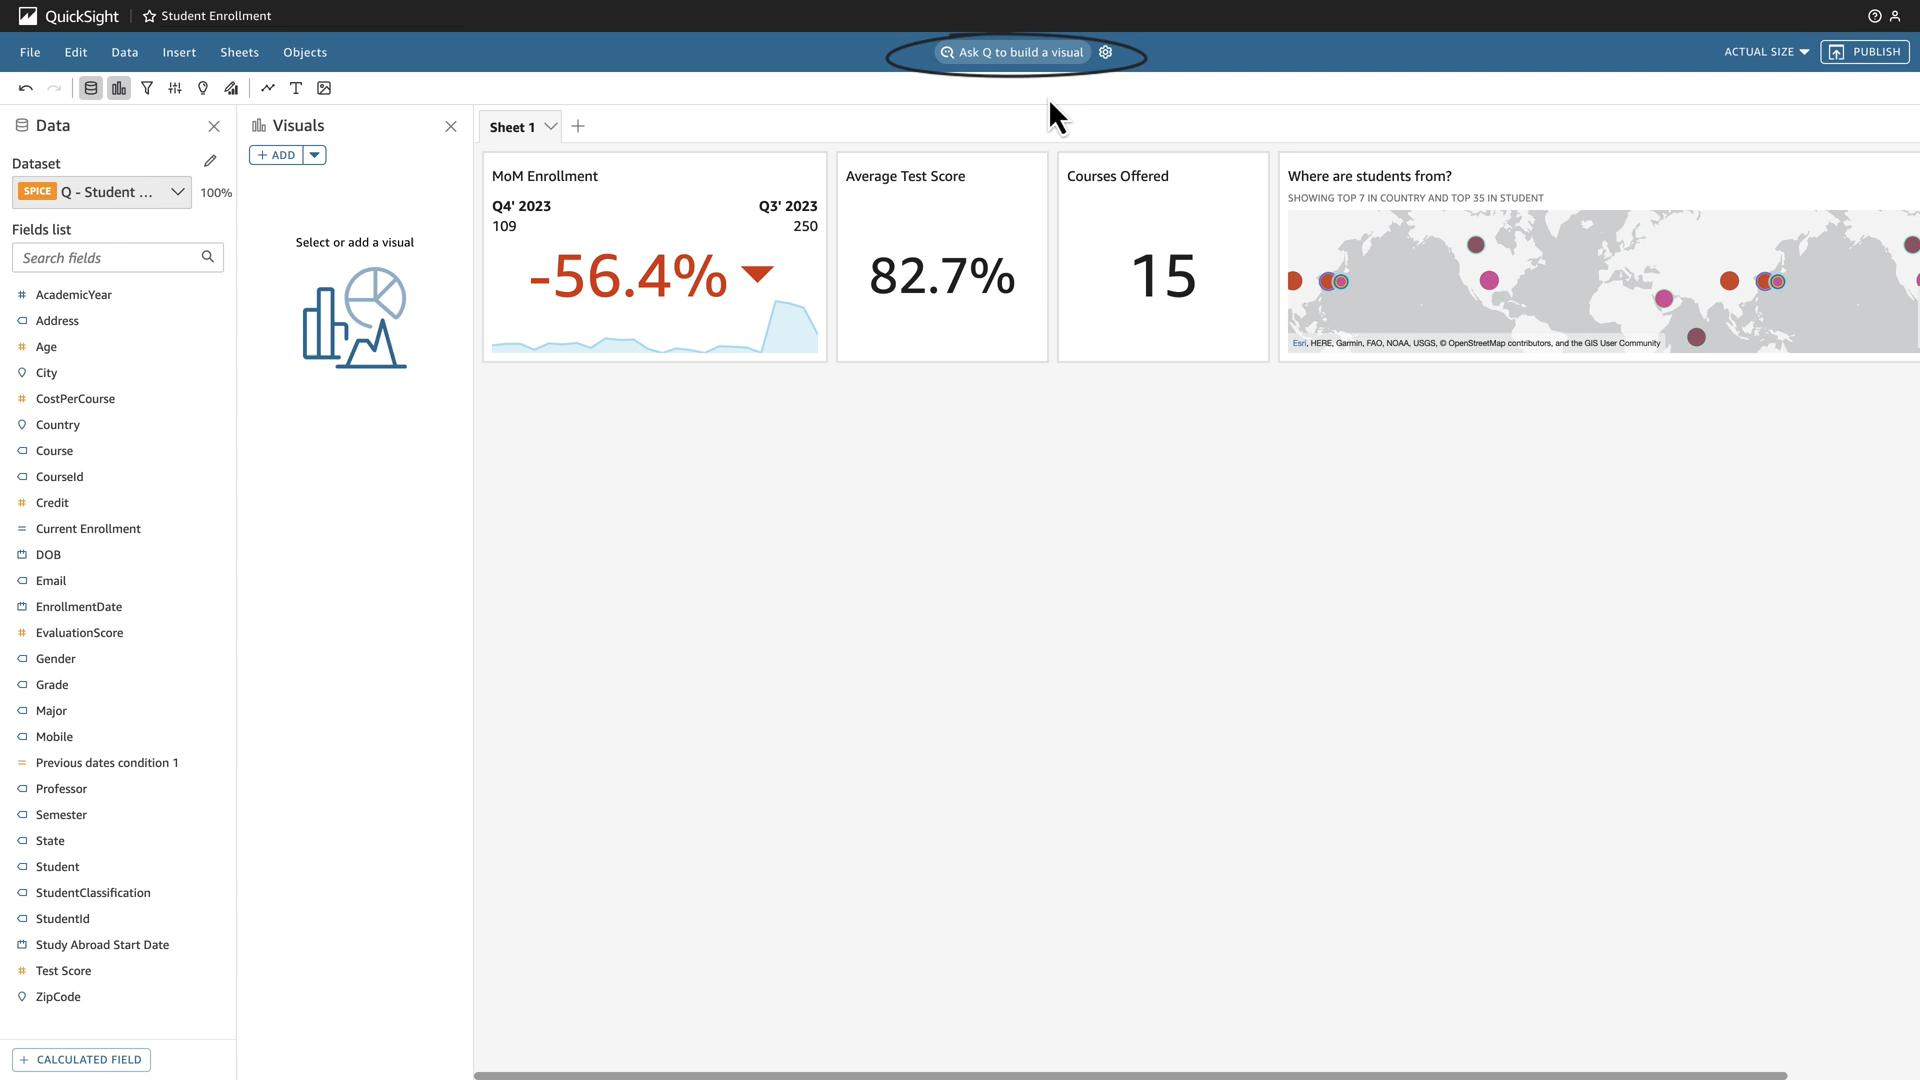 QuickSight
Student Enrollment
File Edit Data Insert Sheets Objects
Ask Q to build a visual
ACTUAL SIZE
PUBLISH
Data
Dataset
SPICE Q - Student ...
100%
Fields list
Search fields
AcademicYear
Address
Age
City
CostPerCourse
Country
Course
CourseId
Credit
Current Enrollment
DOB
Email
EnrollmentDate
EvaluationScore
Gender
Grade
Major
Mobile
Previous dates condition 1
Professor
Semester
State
Student
StudentClassification
StudentId
Study Abroad Start Date
Test Score
ZipCode
+ CALCULATED FIELD
Visuals
+ ADD
Select or add a visual
Sheet 1
MoM Enrollment
Q4' 2023 Q3' 2023
109 250
-56.4%
Average Test Score
82.7%
Courses Offered
15
Where are students from?
SHOWING TOP 7 IN COUNTRY AND TOP 35 IN STUDENT
Esri, HERE, Garmin, FAO, NOAA, USGS, © OpenStreetMap contributors, and the GIS User Community